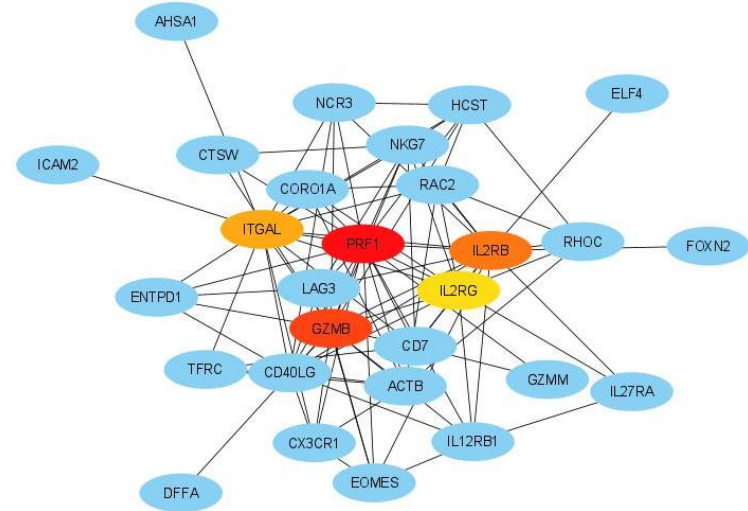 AHSA1
NCR3
HCST
ELF4
ICAM2
CTSW
NKG7
CORO1A
RAC2
ITGAL
PRF1
IL2RB
RHOC
FOXN2
ENTPD1
LAG3
IL2RG
GZMB
CD7
TFRC
CD40LG
ACTB
GZMM
IL27RA
CX3CR1
IL12RB1
DFFA
EOMES